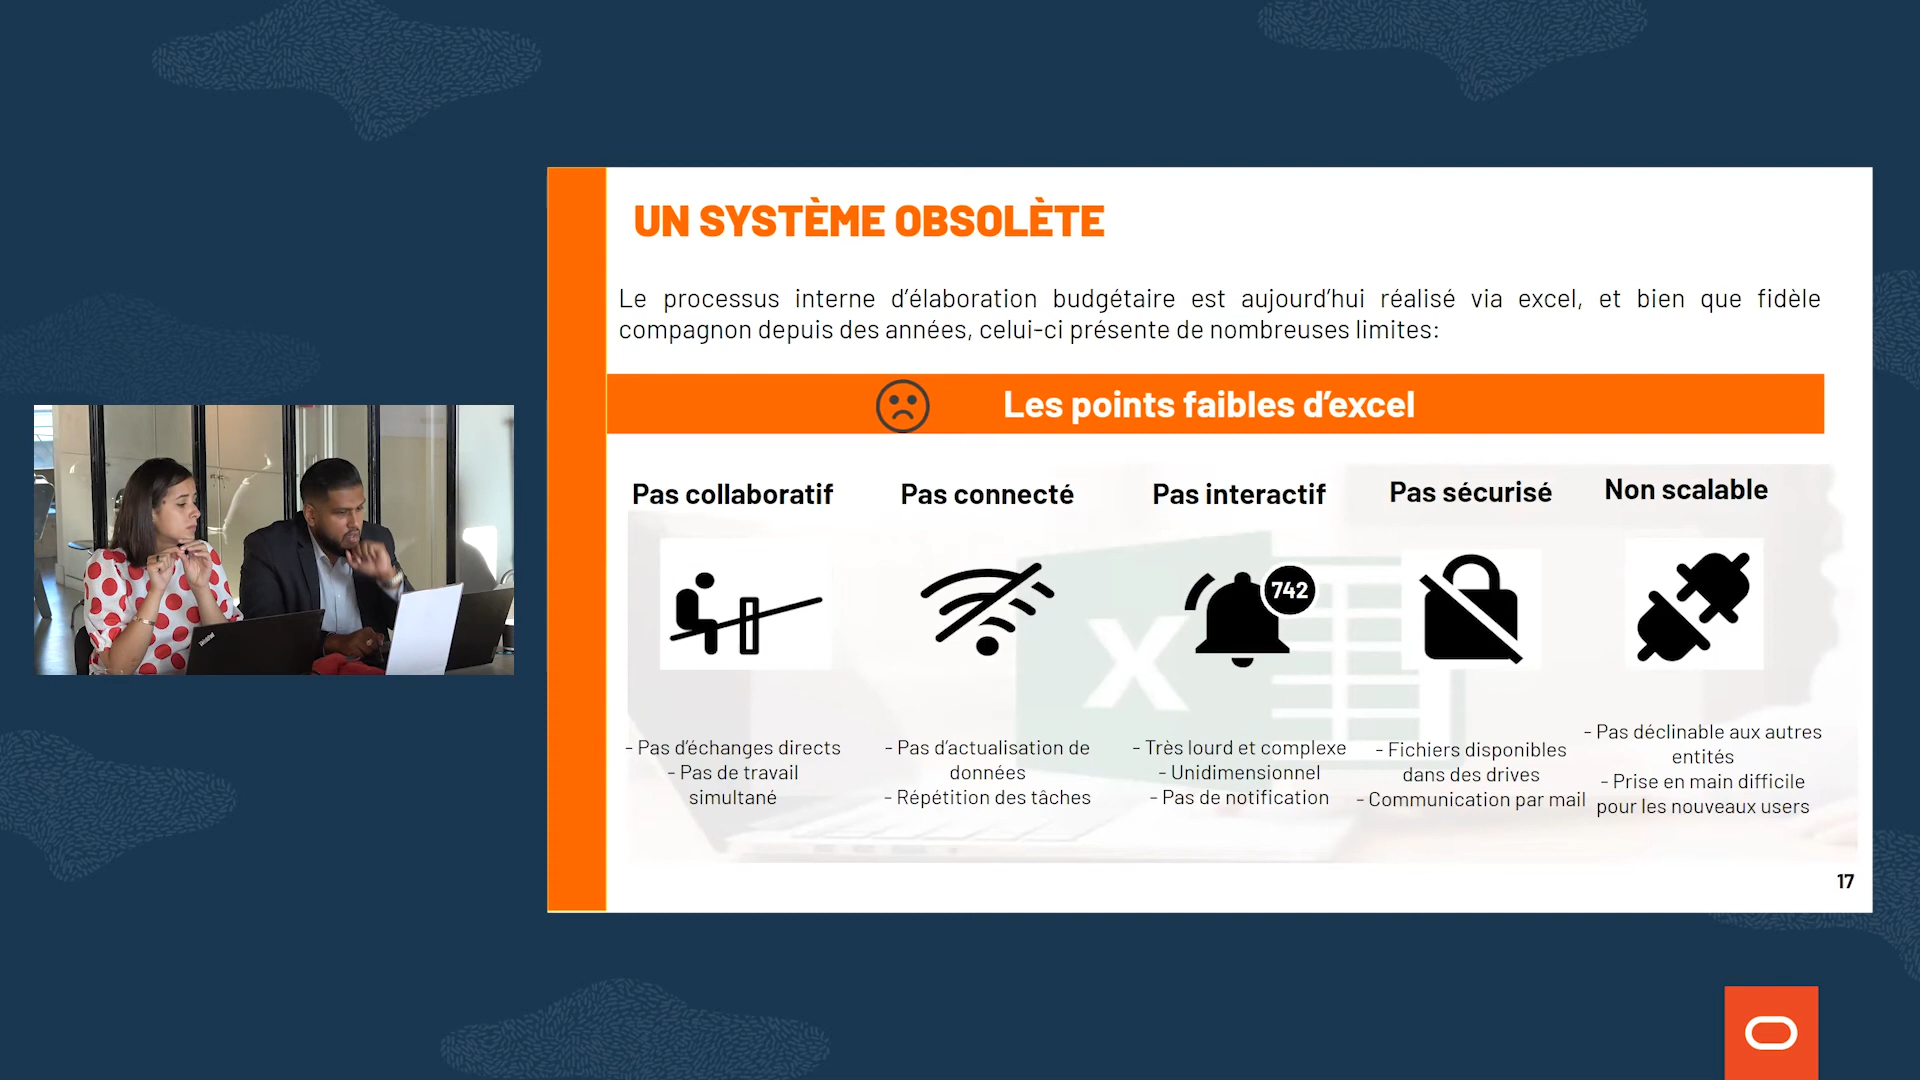 UN SYSTÈME OBSOLÈTE
Le processus interne d'élaboration budgétaire est aujourd'hui réalisé via excel, et bien que fidèle
compagnon depuis des années, celui-ci présente de nombreuses limites:
Les points faibles d'excel
Pas collaboratif
- Pas d'échanges directs
- Pas de travail
simultané
Pas connecté
- Pas d'actualisation de
données
- Répétition des tâches
Pas interactif
742
- Très lourd et complexe
- Unidimensionnel
- Pas de notification
Pas sécurisé
- Fichiers disponibles
dans des drives
- Communication par mail
Non scalable
- Pas déclinable aux autres
entités
- Prise en main difficile
pour les nouveaux users
X
17